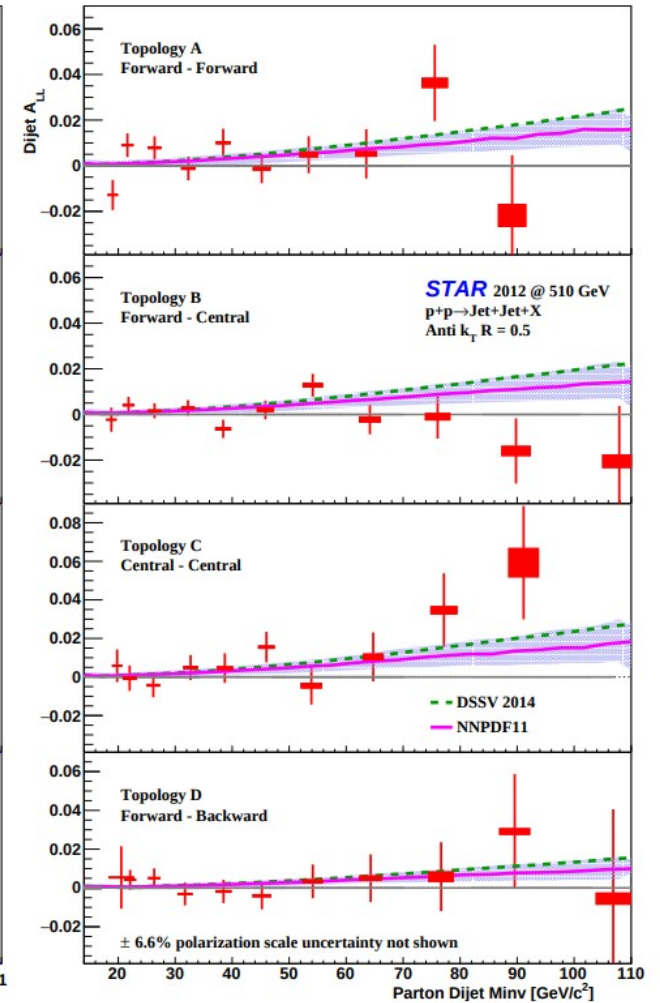 0.06
Topology A
Forward - Forward
0.04
0.02
0
−0.02
Dijet A_LL
0.06
Topology B
Forward - Central
STAR 2012 @ 510 GeV
p+p→Jet+Jet+X
Anti k_T R = 0.5
0.04
0.02
0
−0.02
0.08
Topology C
Central - Central
0.06
0.04
0.02
0
−0.02
DSSV 2014
NNPDF11
0.06
Topology D
Forward - Backward
0.04
0.02
0
−0.02
± 6.6% polarization scale uncertainty not shown
1 20 30 40 50 60 70 80 90 100 110
Parton Dijet Minv [GeV/c²]